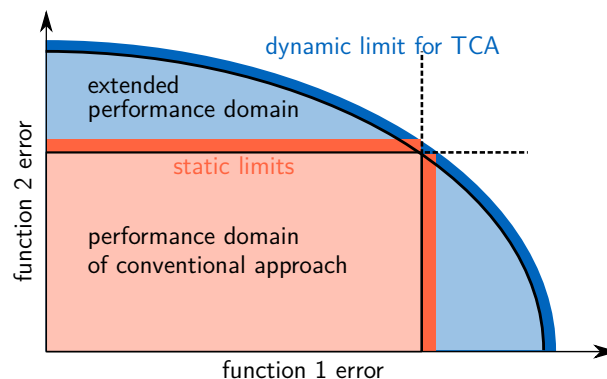 dynamic limit for TCA
extended
performance domain
static limits
performance domain
of conventional approach
function 2 error
function 1 error